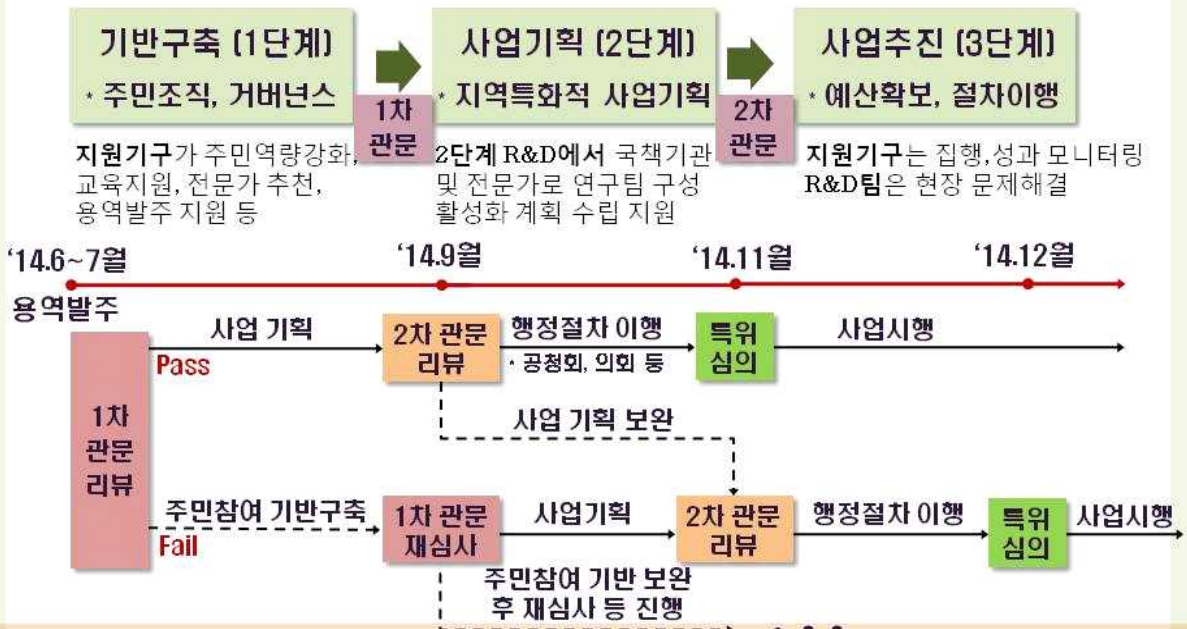 기반구축 (1단계)
* 주민조직, 거버넌스
1차
관문
사업기획 (2단계)
* 지역특화적 사업기획
2차
관문
사업추진 (3단계)
* 예산확보, 절차이행
지원기구가 주민역량강화,
교육지원, 전문가 추천,
용역발주 지원 등
2단계 R&D에서 국책기관
및 전문가로 연구팀 구성
활성화 계획 수립 지원
지원기구는 집행,성과 모니터링
R&D팀은 현장 문제해결
‘14.6~7월
‘14.9월
‘14.11월
‘14.12월
용역발주
1차
관문
리뷰
사업 기획
Pass
2차 관문
리뷰
행정절차 이행
* 공청회, 의회 등
특위
심의
사업시행
사업 기획 보완
주민참여 기반구축
Fail
1차 관문
재심사
사업기획
2차 관문
리뷰
행정절차 이행
특위
심의
사업시행
주민참여 기반 보완
후 재심사 등 진행